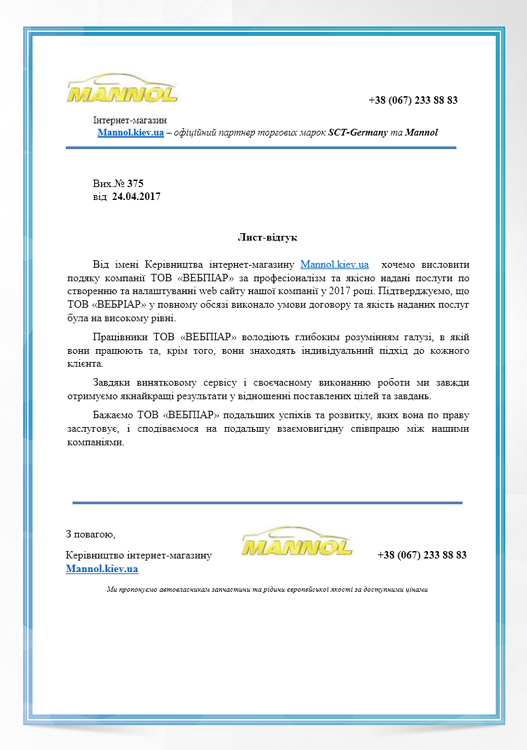 MANNOL
+38 (067) 233 88 83
Інтернет-магазин
Mannol.kiev.ua – офіційний партнер торгових марок SCT-Germany та Mannol
Вих.№ 375
від 24.04.2017
Лист-відгук
Від імені Керівництва інтернет-магазину Mannol.kiev.ua хочемо висловити
подяку компанії ТОВ «ВЕБПІАР» за професіоналізм та якісно надані послуги по
створенню та налаштуванні web сайту нашої компанії у 2017 році. Підтверджуємо, що
ТОВ «ВЕБРІАР» у повному обсязі виконало умови договору та якість наданих послуг
була на високому рівні.
Працівники ТОВ «ВЕБПІАР» володіють глибоким розумінням галузі, в якій
вони працюють та, крім того, вони знаходять індивідуальний підхід до кожного
клієнта.
Завдяки винятковому сервісу і своєчасному виконанню роботи ми завжди
отримуємо якнайкращі результати у відношенні поставлених цілей та завдань.
Бажаємо ТОВ «ВЕБПІАР» подальших успіхів та розвитку, яких вона по праву
заслуговує, і сподіваємося на подальшу взаємовигідну співпрацю між нашими
компаніями.
З повагою,
MANNOL
Керівництво інтернет-магазину
+38 (067) 233 88 83
Mannol.kiev.ua
Ми пропонуємо автовласникам запчастини та рідини європейської якості за доступними цінами